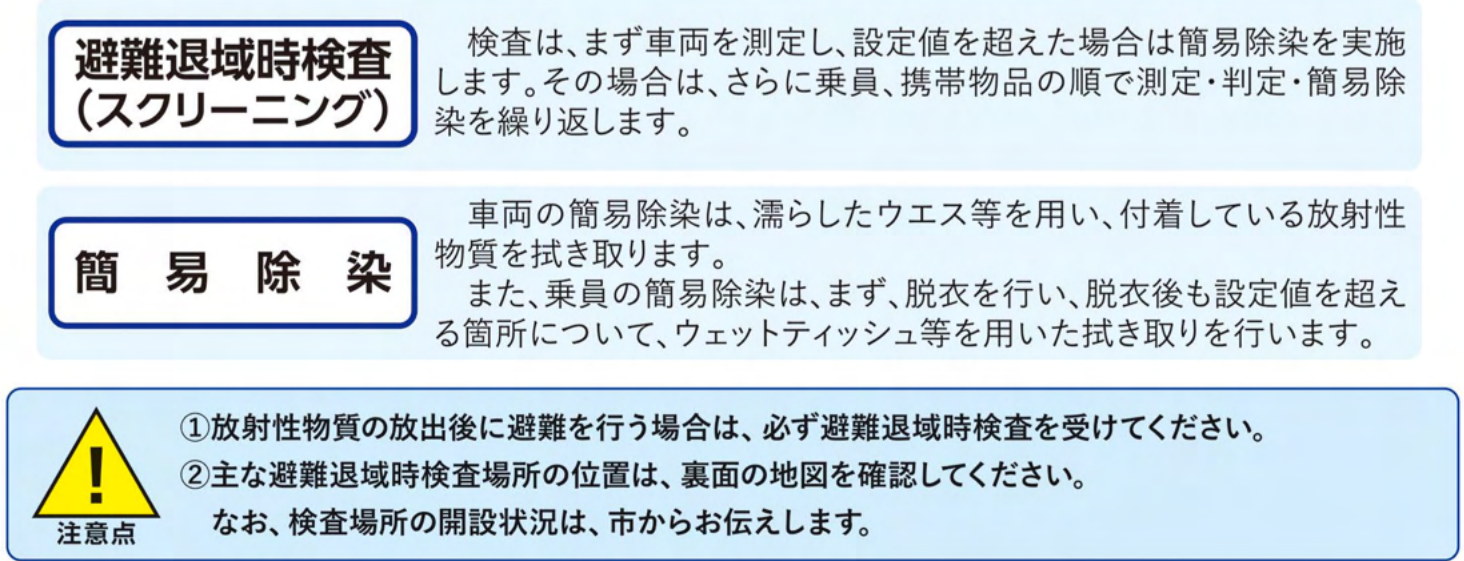 避難退域時検査
（スクリーニング）
検査は、まず車両を測定し、設定値を超えた場合は簡易除染を実施
します。その場合は、さらに乗員、携帯物品の順で測定・判定・簡易除
染を繰り返します。
簡易除染
車両の簡易除染は、濡らしたウエス等を用い、付着している放射性
物質を拭き取ります。
また、乗員の簡易除染は、まず、脱衣を行い、脱衣後も設定値を超え
る箇所について、ウェットティッシュ等を用いた拭き取りを行います。
!
注意点
①放射性物質の放出後に避難を行う場合は、必ず避難退域時検査を受けてください。
②主な避難退域時検査場所の位置は、裏面の地図を確認してください。
なお、検査場所の開設状況は、市からお伝えします。